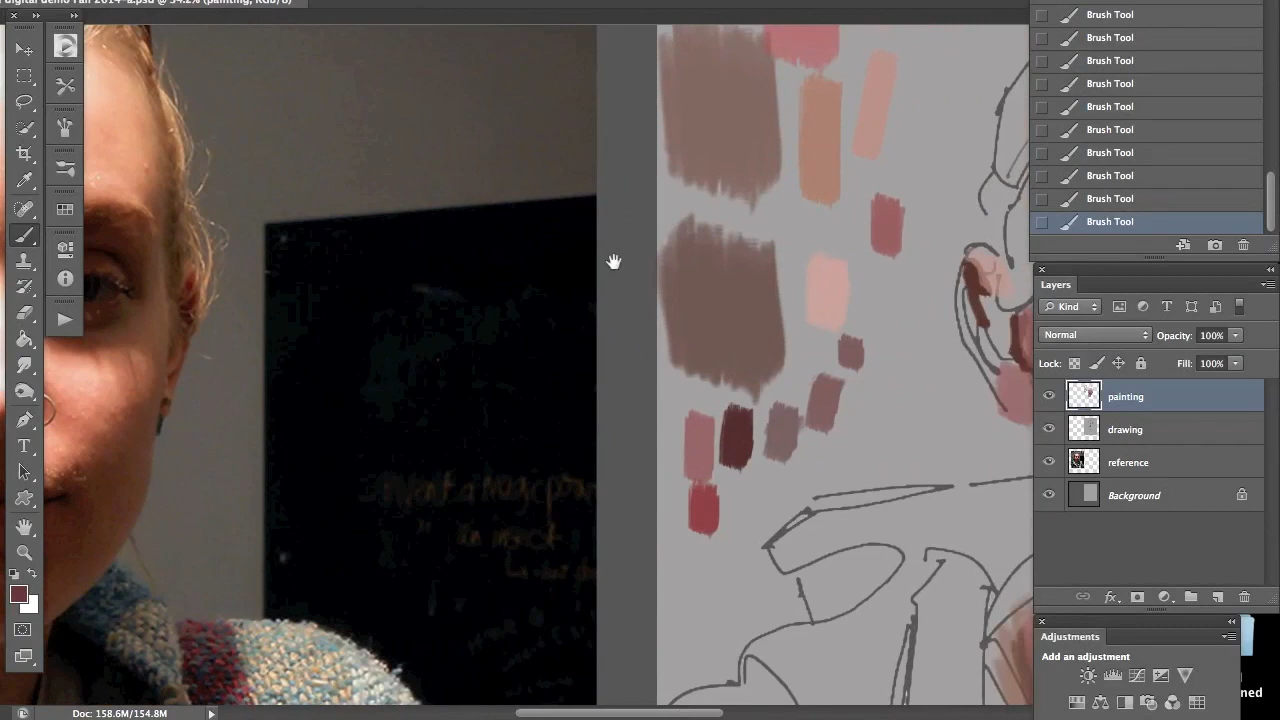 digital demo Fall 2014-a.psd @ 34.2% (painting, RGB/8)
Brush Tool
Brush Tool
Brush Tool
Brush Tool
Brush Tool
Brush Tool
Brush Tool
Brush Tool
Brush Tool
Brush Tool
Layers
Kind
Normal
Opacity: 100%
Lock:
Fill: 100%
painting
drawing
reference
Background
Adjustments
Add an adjustment
ned
Doc: 158.6M/154.8M